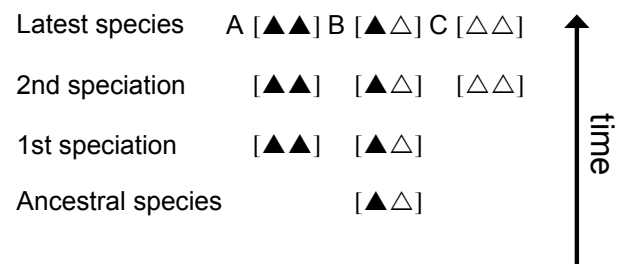 Latest species A [▲▲] B [▲△] C [△△]
2nd speciation [▲▲] [▲△] [△△]
1st speciation [▲▲] [▲△]
Ancestral species [▲△]
time